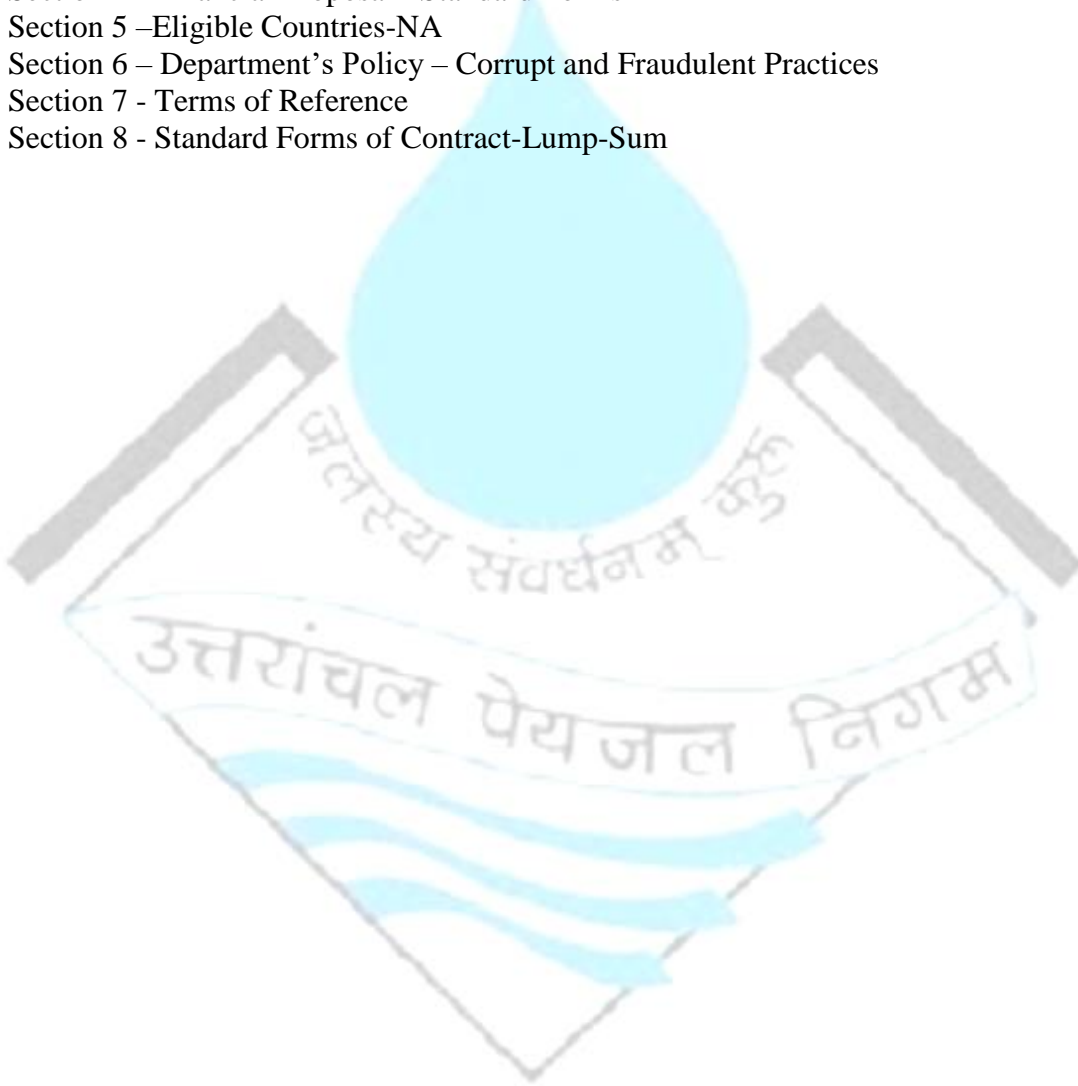 Section 5 –Eligible Countries-NA
Section 6 – Department’s Policy – Corrupt and Fraudulent Practices
Section 7 - Terms of Reference
Section 8 - Standard Forms of Contract-Lump-Sum
जलस्य संवर्धनम् कुरु
उत्तरांचल पेयजल निगम